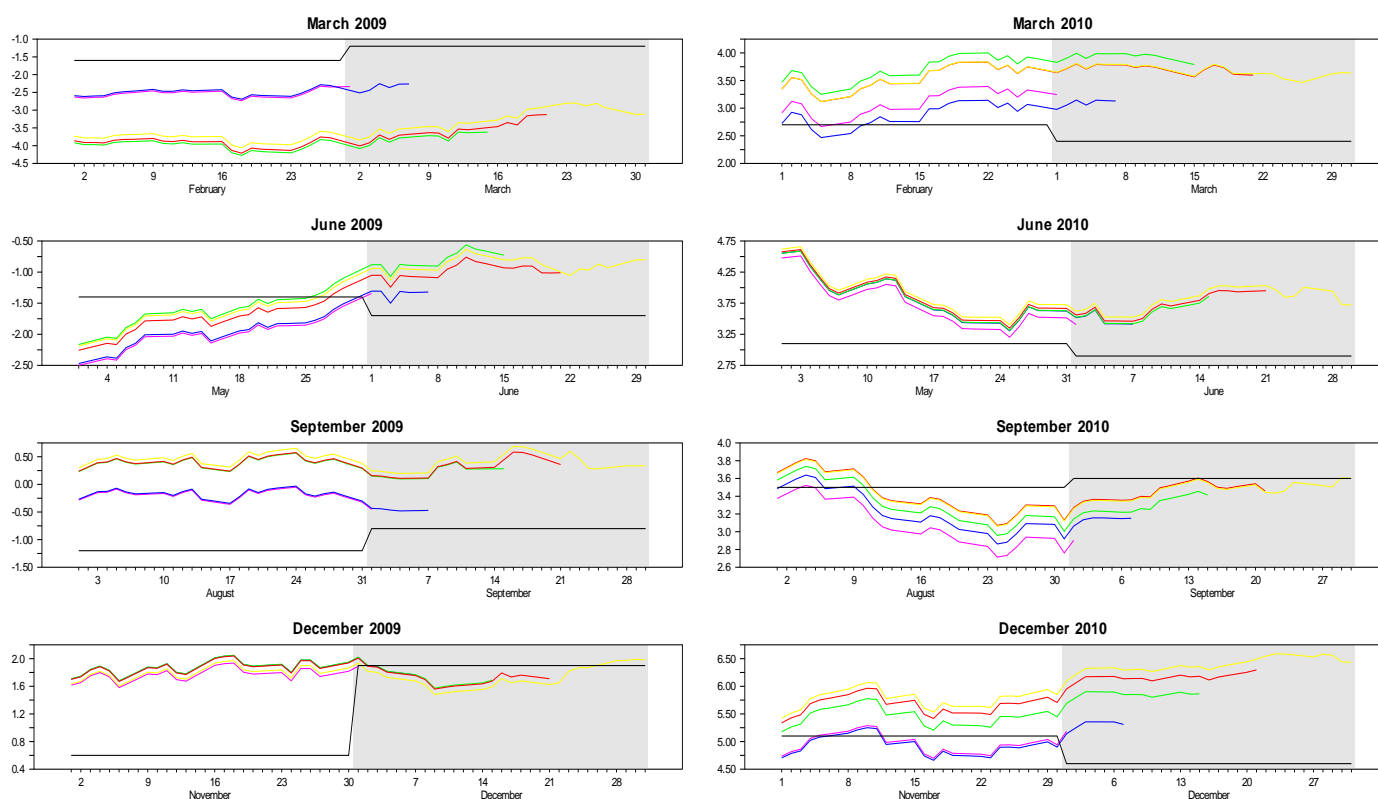 March 2009
-1.0
-1.5
-2.0
-2.5
-3.0
-3.5
-4.0
-4.5
2 9 16 23 2 9 16 23 30
February March
March 2010
4.00
3.50
3.00
2.50
2.00
1 8 15 22 1 8 15 22 29
February March
June 2009
-0.50
-1.00
-1.50
-2.00
-2.50
4 11 18 25 1 8 15 22 29
May June
June 2010
4.75
4.25
3.75
3.25
2.75
3 10 17 24 31 7 14 21 28
May June
September 2009
0.50
0.00
-0.50
-1.00
-1.50
3 10 17 24 31 7 14 21 28
August September
September 2010
4.0
3.8
3.6
3.4
3.2
3.0
2.8
2.6
2 9 16 23 30 6 13 20 27
August September
December 2009
2.0
1.6
1.2
0.8
0.4
2 9 16 23 30 7 14 21 28
November December
December 2010
6.50
6.00
5.50
5.00
4.50
1 8 15 22 29 6 13 20 27
November December